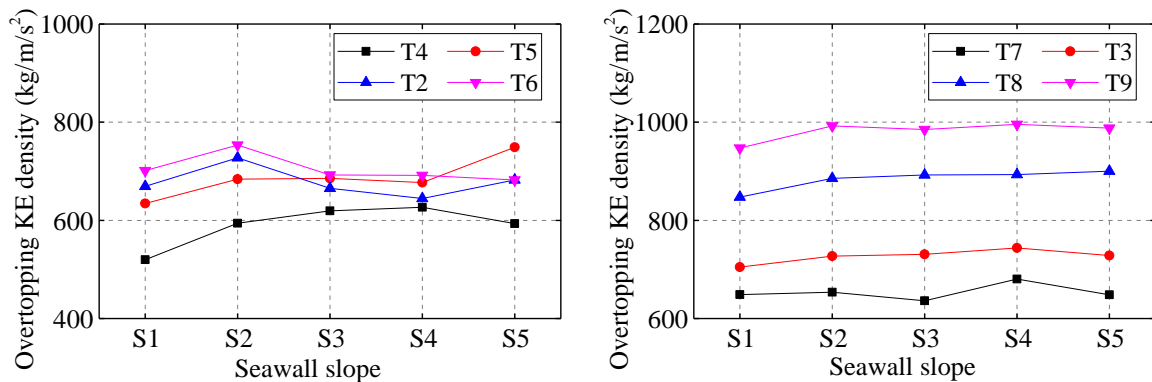 Overtopping KE density (kg/m/s²)
1000
800
600
400
T4 T5
T2 T6
S1 S2 S3 S4 S5
Seawall slope
Overtopping KE density (kg/m/s²)
1200
1000
800
600
T7 T3
T8 T9
S1 S2 S3 S4 S5
Seawall slope